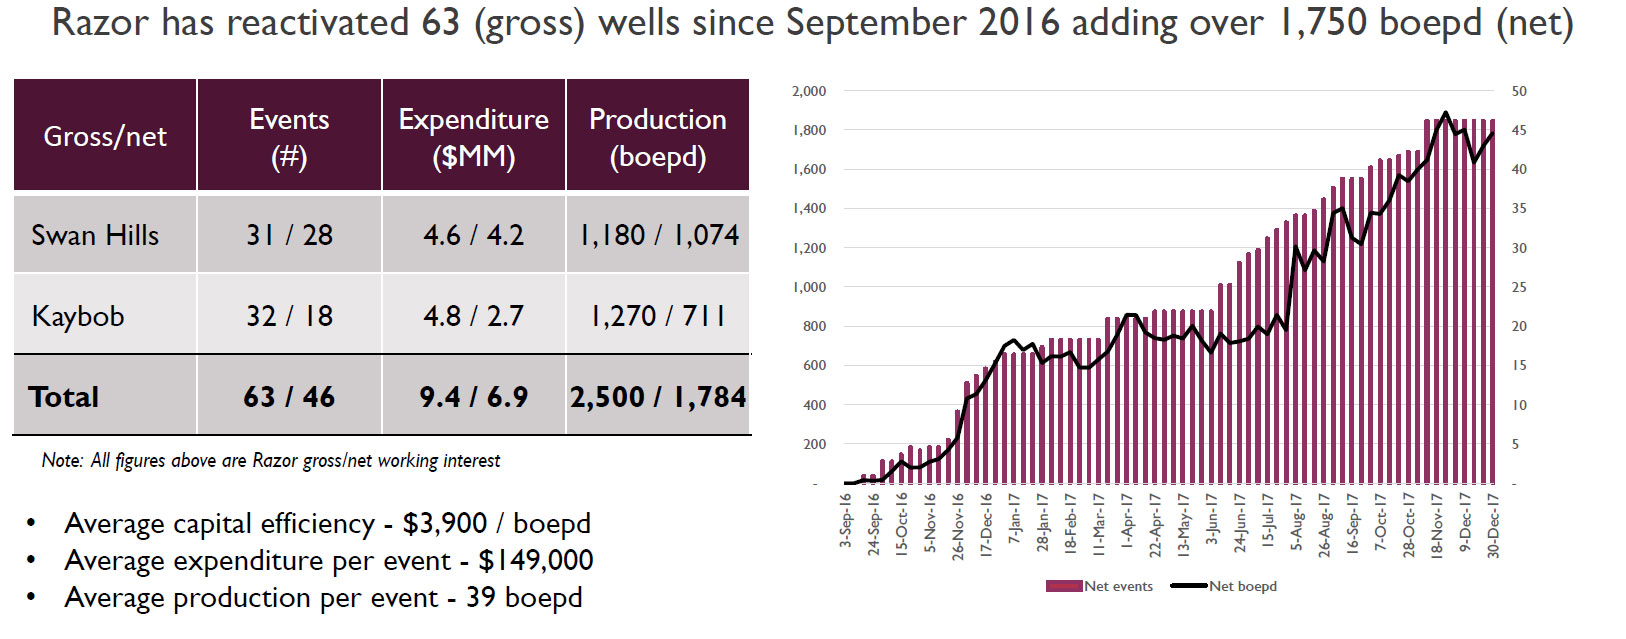 Razor has reactivated 63 (gross) wells since September 2016 adding over 1,750 boepd (net)
Gross/net
Events
(#)
Expenditure
($MM)
Production
(boepd)
Swan Hills
31 / 28
4.6 / 4.2
1,180 / 1,074
Kaybob
32 / 18
4.8 / 2.7
1,270 / 711
Total
63 / 46
9.4 / 6.9
2,500 / 1,784
Note: All figures above are Razor gross/net working interest
• Average capital efficiency - $3,900 / boepd
• Average expenditure per event - $149,000
• Average production per event - 39 boepd
2,000
1,800
1,600
1,400
1,200
1,000
800
600
400
200
-
50
45
40
35
30
25
20
15
10
5
-
3-Sep-16
24-Sep-16
15-Oct-16
5-Nov-16
26-Nov-16
17-Dec-16
7-Jan-17
28-Jan-17
18-Feb-17
11-Mar-17
1-Apr-17
22-Apr-17
13-May-17
3-Jun-17
24-Jun-17
15-Jul-17
5-Aug-17
26-Aug-17
16-Sep-17
7-Oct-17
28-Oct-17
18-Nov-17
9-Dec-17
30-Dec-17
Net events
Net boepd